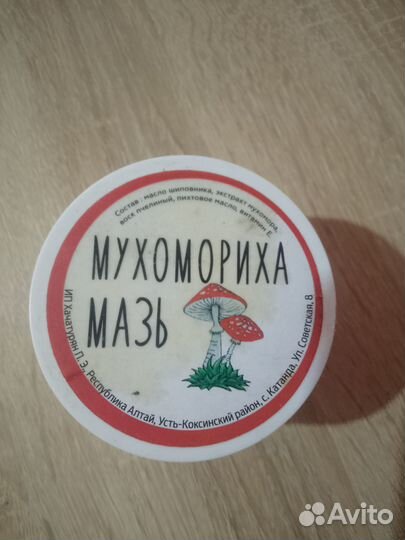 Состав: масло шиповника, экстракт мухомора,
воск пчелиный, пихтовое масло, витамин Е.
МУХОМОРИХА
МАЗЬ
ИП Хачатурян П. Э., Республика Алтай, Усть-Коксинский район, с. Катанда, Ул. Советская, 8
Avito